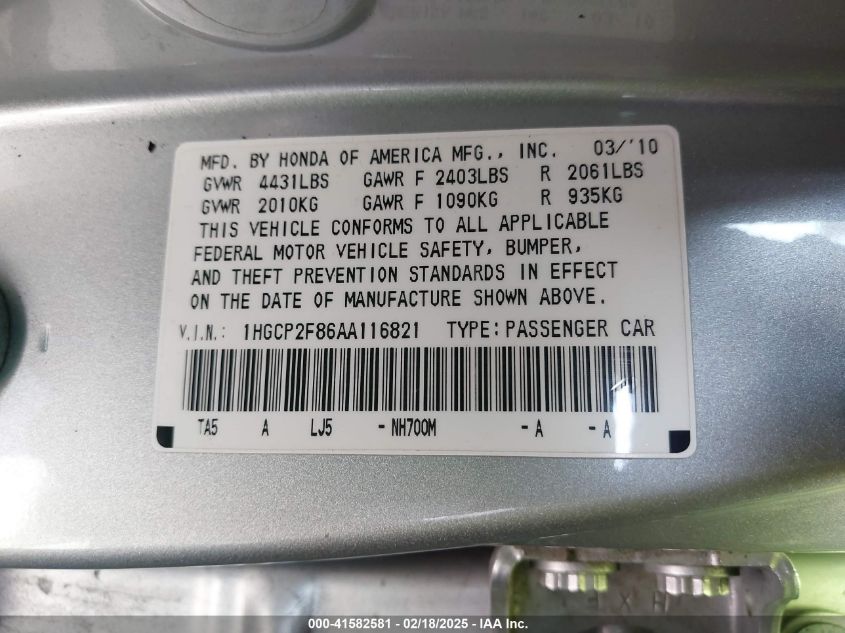 MFD. BY HONDA OF AMERICA MFG., INC. 03/'10
GVWR 4431LBS GAWR F 2403LBS R 2061LBS
GVWR 2010KG GAWR F 1090KG R 935KG
THIS VEHICLE CONFORMS TO ALL APPLICABLE
FEDERAL MOTOR VEHICLE SAFETY, BUMPER,
AND THEFT PREVENTION STANDARDS IN EFFECT
ON THE DATE OF MANUFACTURE SHOWN ABOVE.
V.I.N.: 1HGCP2F86AA116821 TYPE: PASSENGER CAR
TA5 A LJ5 - NH700M - A - A
000-41582581 - 02/18/2025 - IAA Inc.